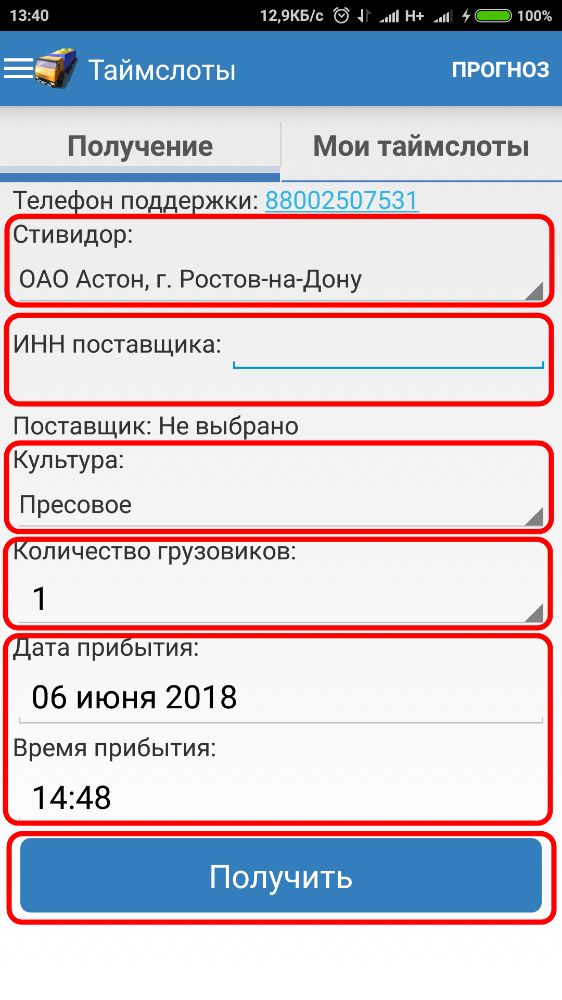 13:40 12,9КБ/с H+ 100%
Таймслоты ПРОГНОЗ
Получение Мои таймслоты
Телефон поддержки: 88002507531
Стивидор:
ОАО Астон, г. Ростов-на-Дону
ИНН поставщика:
Поставщик: Не выбрано
Культура:
Пресовое
Количество грузовиков:
1
Дата прибытия:
06 июня 2018
Время прибытия:
14:48
Получить